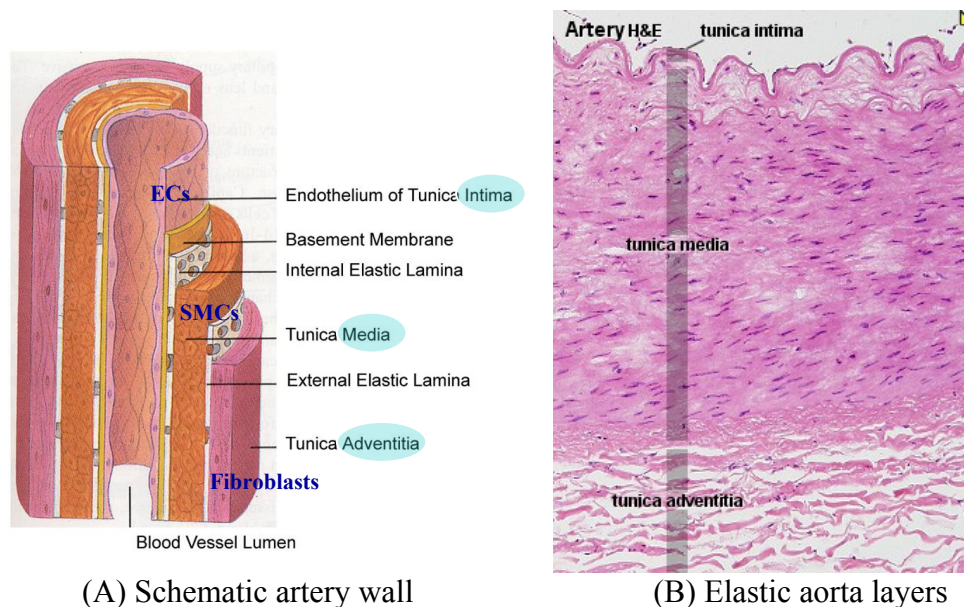 ECs
Endothelium of Tunica Intima
Basement Membrane
Internal Elastic Lamina
SMCs
Tunica Media
External Elastic Lamina
Tunica Adventitia
Fibroblasts
Blood Vessel Lumen
(A) Schematic artery wall
Artery H&E
tunica intima
tunica media
tunica adventitia
(B) Elastic aorta layers